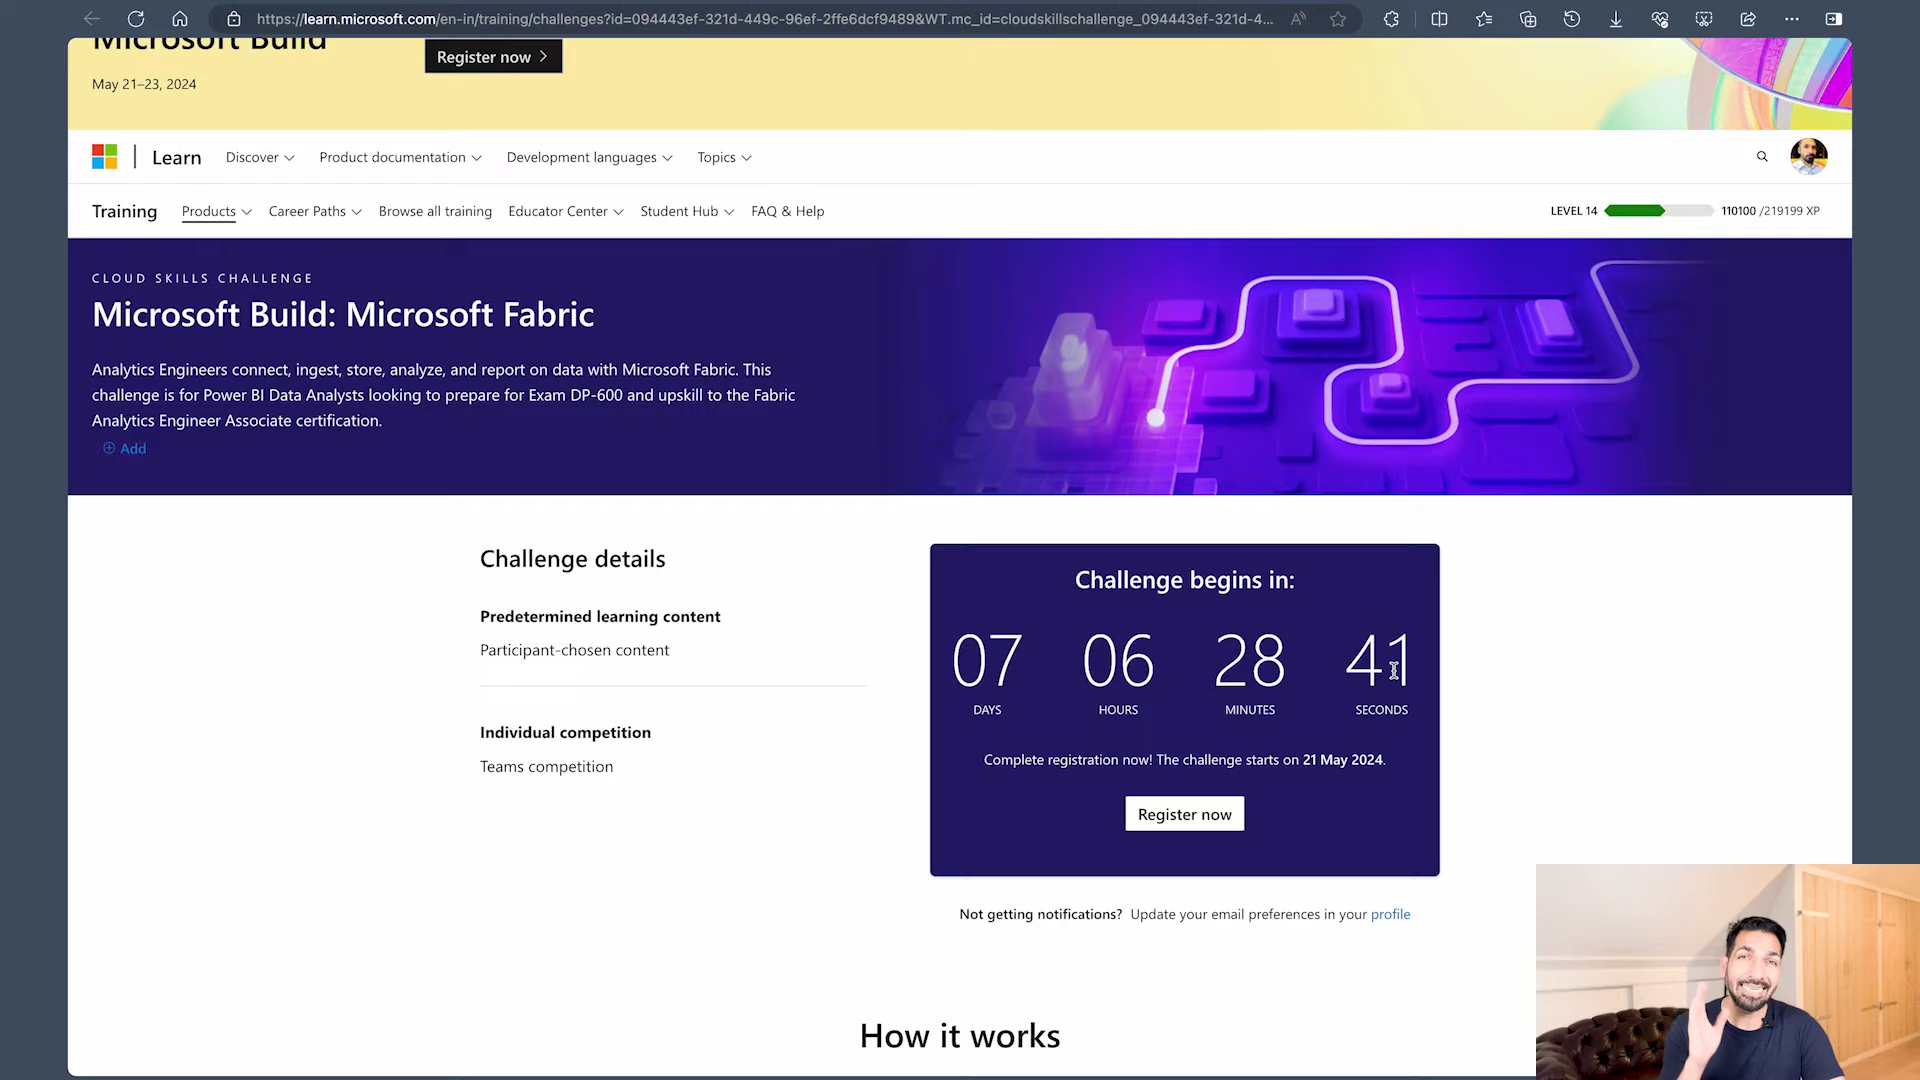 https://learn.microsoft.com/en-in/training/challenges?id=094443ef-321d-449c-96ef-2ffe6dcf9489&WT.mc_id=cloudskillschallenge_094443ef-321d-4...
Microsoft Build
Register now
May 21–23, 2024
Learn Discover Product documentation Development languages Topics
Training Products Career Paths Browse all training Educator Center Student Hub FAQ & Help LEVEL 14 110100 /219199 XP
CLOUD SKILLS CHALLENGE
Microsoft Build: Microsoft Fabric
Analytics Engineers connect, ingest, store, analyze, and report on data with Microsoft Fabric. This
challenge is for Power BI Data Analysts looking to prepare for Exam DP-600 and upskill to the Fabric
Analytics Engineer Associate certification.
Add
Challenge details
Predetermined learning content
Participant-chosen content
Individual competition
Teams competition
Challenge begins in:
07 06 28 41
DAYS HOURS MINUTES SECONDS
Complete registration now! The challenge starts on 21 May 2024.
Register now
Not getting notifications? Update your email preferences in your profile
How it works